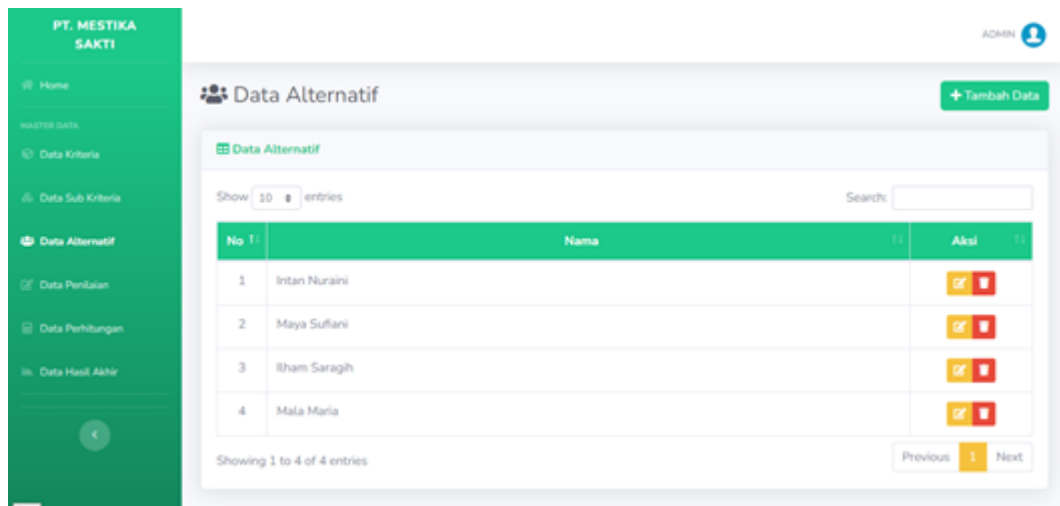 PT. MESTIKA
SAKTI
Home
MASTER DATA
Data Kriteria
Data Sub Kriteria
Data Alternatif
Data Penilaian
Data Perhitungan
Data Hasil Akhir
ADMIN
Data Alternatif
+ Tambah Data
Data Alternatif
Show 10 entries
Search:
No Nama Aksi
1 Intan Nuraini
2 Maya Sufiani
3 Ilham Saragih
4 Mala Maria
Showing 1 to 4 of 4 entries
Previous 1 Next